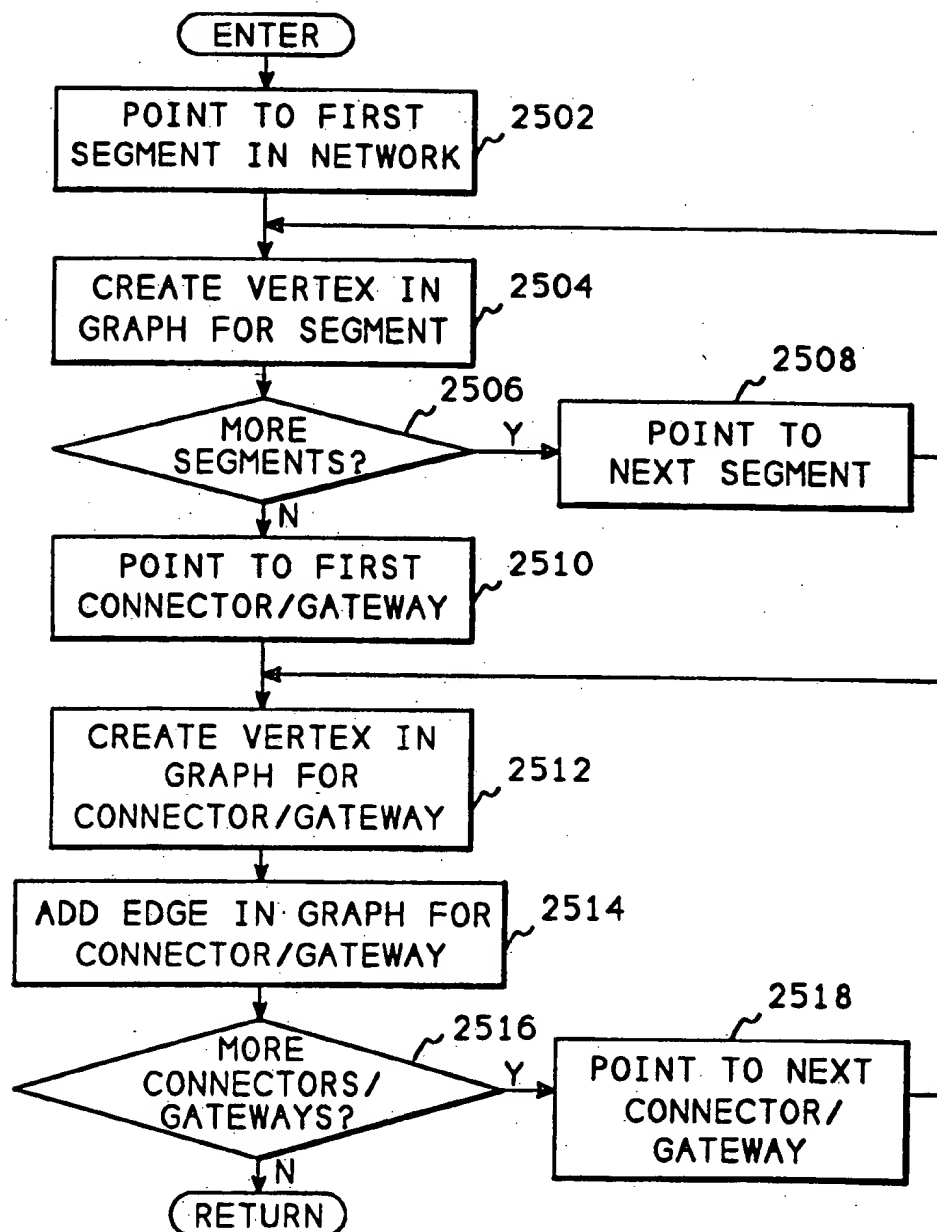 ENTER
POINT TO FIRST
SEGMENT IN NETWORK
2502
CREATE VERTEX IN
GRAPH FOR SEGMENT
2504
MORE
SEGMENTS?
2506
Y
N
POINT TO
NEXT SEGMENT
2508
POINT TO FIRST
CONNECTOR/GATEWAY
2510
CREATE VERTEX IN
GRAPH FOR
CONNECTOR/GATEWAY
2512
ADD EDGE IN GRAPH FOR
CONNECTOR/GATEWAY
2514
MORE
CONNECTORS/
GATEWAYS?
2516
Y
N
POINT TO NEXT
CONNECTOR/
GATEWAY
2518
RETURN